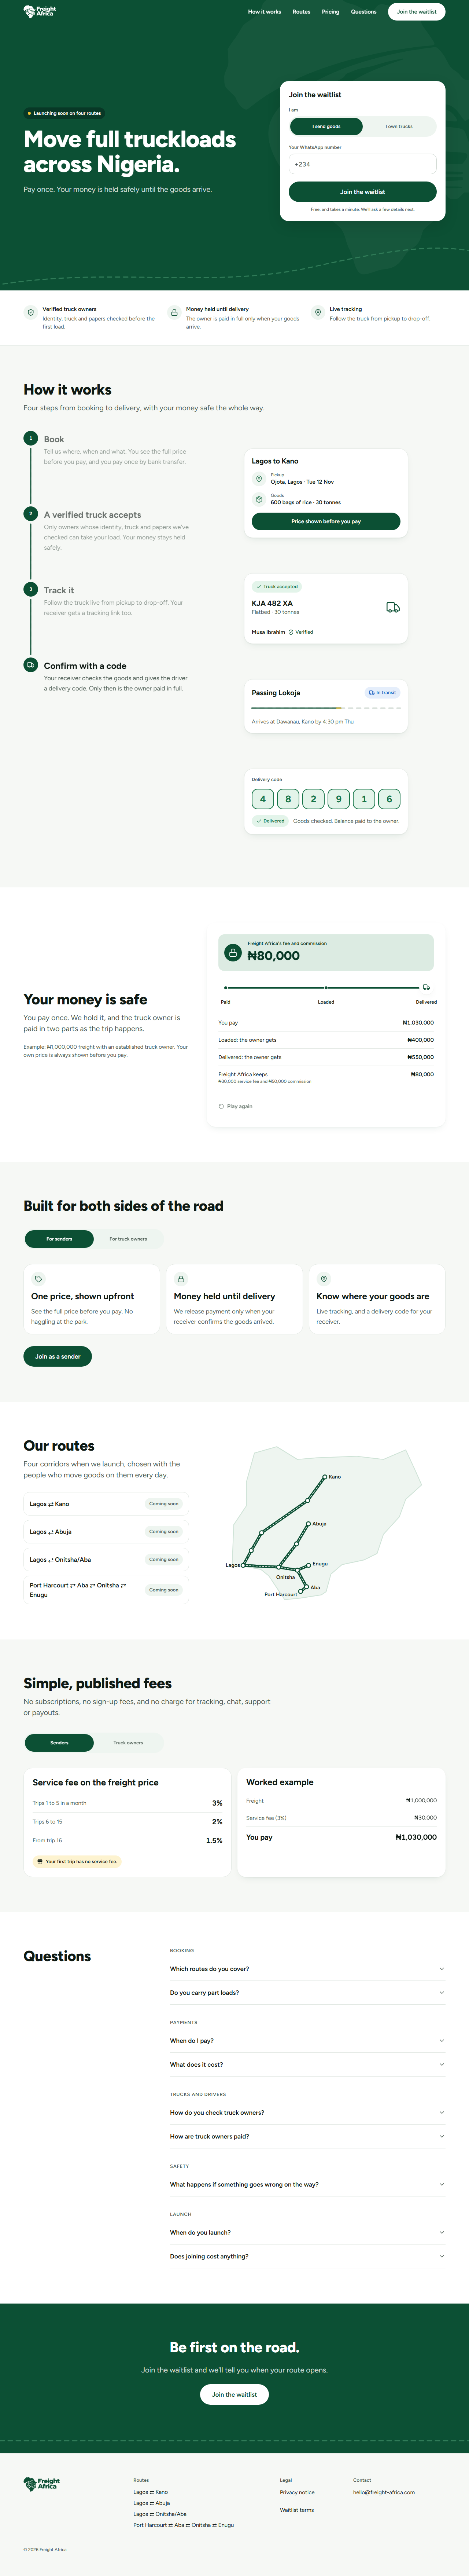 Freight
Africa
How it works
Routes
Pricing
Questions
Join the waitlist
Launching soon on four routes
Move full truckloads
across Nigeria.
Pay once. Your money is held safely until the goods arrive.
Join the waitlist
I am
I send goods
I own trucks
Your WhatsApp number
+234
Join the waitlist
Free, and takes a minute. We'll ask a few details next.
Verified truck owners
Identity, truck and papers checked before the
first load.
Money held until delivery
The owner is paid in full only when your goods
arrive.
Live tracking
Follow the truck from pickup to drop-off.
How it works
Four steps from booking to delivery, with your money safe the whole way.
1
Book
Tell us where, when and what. You see the full price
before you pay, and you pay once by bank transfer.
2
A verified truck accepts
Only owners whose identity, truck and papers we've
checked can take your load. Your money stays held
safely.
3
Track it
Follow the truck live from pickup to drop-off. Your
receiver gets a tracking link too.
Confirm with a code
Your receiver checks the goods and gives the driver
a delivery code. Only then is the owner paid in full.
Lagos to Kano
Pickup
Ojota, Lagos · Tue 12 Nov
Goods
600 bags of rice · 30 tonnes
Price shown before you pay
Truck accepted
KJA 482 XA
Flatbed · 30 tonnes
Musa Ibrahim
Verified
Passing Lokoja
In transit
Arrives at Dawanau, Kano by 4:30 pm Thu
Delivery code
4 8 2 9 1 6
Delivered
Goods checked. Balance paid to the owner.
Your money is safe
You pay once. We hold it, and the truck owner is
paid in two parts as the trip happens.
Example: ₦1,000,000 freight with an established truck owner. Your
own price is always shown before you pay.
Freight Africa's fee and commission
₦80,000
Paid
Loaded
Delivered
You pay ₦1,030,000
Loaded: the owner gets ₦400,000
Delivered: the owner gets ₦550,000
Freight Africa keeps ₦80,000
₦30,000 service fee and ₦50,000 commission
Play again
Built for both sides of the road
For senders
For truck owners
One price, shown upfront
See the full price before you pay. No
haggling at the park.
Money held until delivery
We release payment only when your
receiver confirms the goods arrived.
Know where your goods are
Live tracking, and a delivery code for your
receiver.
Join as a sender
Our routes
Four corridors when we launch, chosen with the
people who move goods on them every day.
Lagos ⇄ Kano
Coming soon
Lagos ⇄ Abuja
Coming soon
Lagos ⇄ Onitsha/Aba
Coming soon
Port Harcourt ⇄ Aba ⇄ Onitsha ⇄
Enugu
Coming soon
Kano
Abuja
Lagos
Enugu
Onitsha
Aba
Port Harcourt
Simple, published fees
No subscriptions, no sign-up fees, and no charge for tracking, chat, support
or payouts.
Senders
Truck owners
Service fee on the freight price
Trips 1 to 5 in a month 3%
Trips 6 to 15 2%
From trip 16 1.5%
Your first trip has no service fee.
Worked example
Freight ₦1,000,000
Service fee (3%) ₦30,000
You pay ₦1,030,000
Questions
BOOKING
Which routes do you cover?
Do you carry part loads?
PAYMENTS
When do I pay?
What does it cost?
TRUCKS AND DRIVERS
How do you check truck owners?
How are truck owners paid?
SAFETY
What happens if something goes wrong on the way?
LAUNCH
When do you launch?
Does joining cost anything?
Be first on the road.
Join the waitlist and we'll tell you when your route opens.
Join the waitlist
Freight
Africa
Routes
Lagos ⇄ Kano
Lagos ⇄ Abuja
Lagos ⇄ Onitsha/Aba
Port Harcourt ⇄ Aba ⇄ Onitsha ⇄ Enugu
Legal
Privacy notice
Waitlist terms
Contact
hello@freight-africa.com
© 2026 Freight Africa